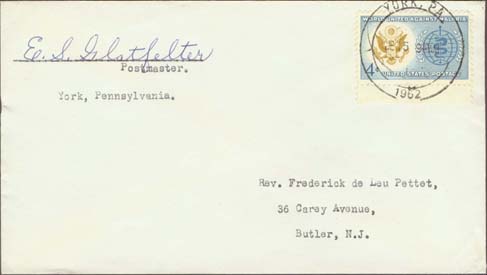 YORK, PA.
WORLD UNITED AGAINST MALARIA
4¢
UNITED STATES POSTAGE
1962
E. S. Glatfelter
Postmaster.
York, Pennsylvania.
Rev. Frederick de Leu Pettet,
36 Carey Avenue,
Butler, N.J.